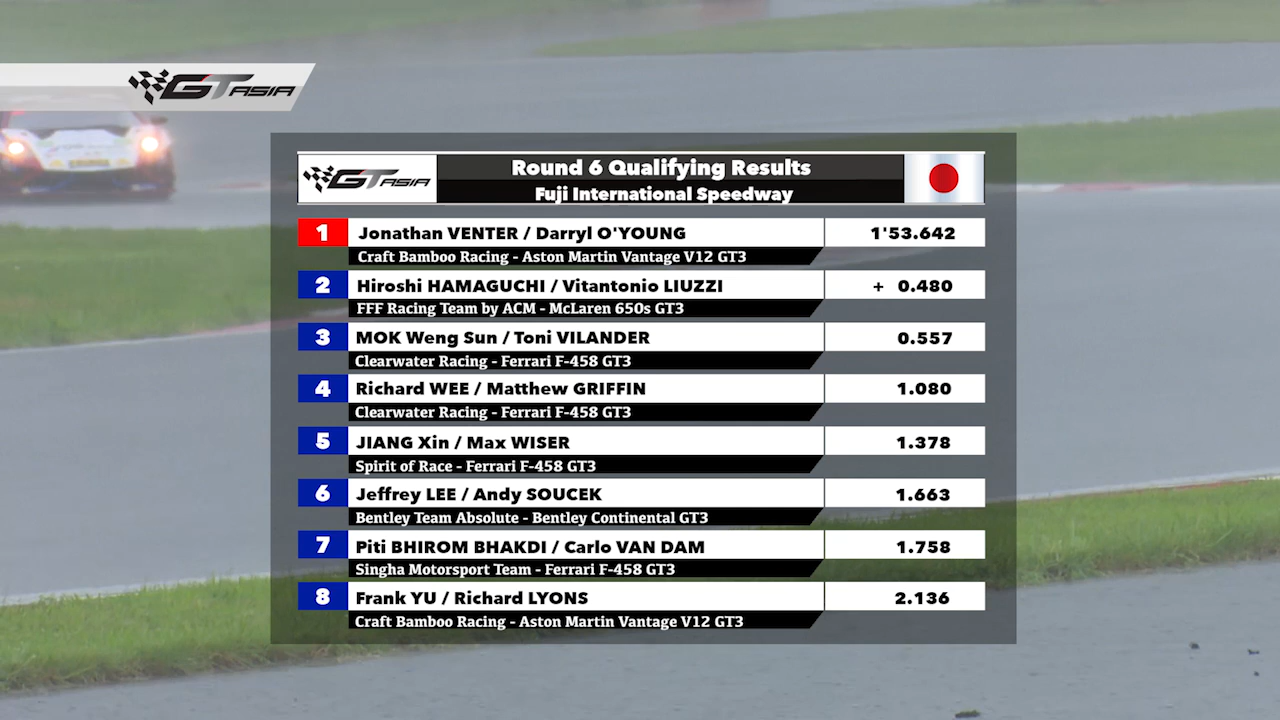 GT ASIA
GT ASIA
Round 6 Qualifying Results
Fuji International Speedway
1 Jonathan VENTER / Darryl O'YOUNG 1'53.642
Craft Bamboo Racing - Aston Martin Vantage V12 GT3
2 Hiroshi HAMAGUCHI / Vitantonio LIUZZI + 0.480
FFF Racing Team by ACM - McLaren 650s GT3
3 MOK Weng Sun / Toni VILANDER 0.557
Clearwater Racing - Ferrari F-458 GT3
4 Richard WEE / Matthew GRIFFIN 1.080
Clearwater Racing - Ferrari F-458 GT3
5 JIANG Xin / Max WISER 1.378
Spirit of Race - Ferrari F-458 GT3
6 Jeffrey LEE / Andy SOUCEK 1.663
Bentley Team Absolute - Bentley Continental GT3
7 Piti BHIROM BHAKDI / Carlo VAN DAM 1.758
Singha Motorsport Team - Ferrari F-458 GT3
8 Frank YU / Richard LYONS 2.136
Craft Bamboo Racing - Aston Martin Vantage V12 GT3